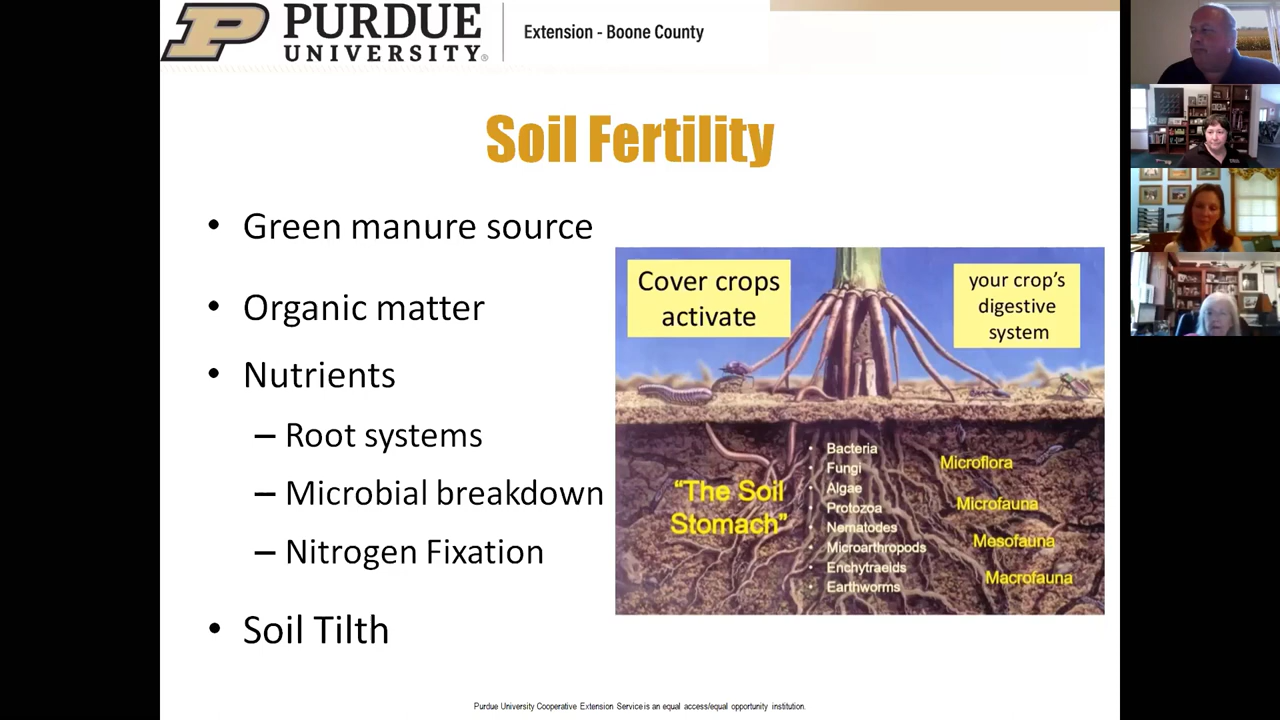 PURDUE
UNIVERSITY®
Extension - Boone County
Soil Fertility
• Green manure source
• Organic matter
• Nutrients
– Root systems
– Microbial breakdown
– Nitrogen Fixation
• Soil Tilth
Cover crops
activate
your crop's
digestive
system
"The Soil
Stomach"
• Bacteria
• Fungi
• Algae
• Protozoa
• Nematodes
• Microarthropods
• Enchytraeids
• Earthworms
Microflora
Microfauna
Mesofauna
Macrofauna
Purdue University Cooperative Extension Service is an equal access/equal opportunity institution.